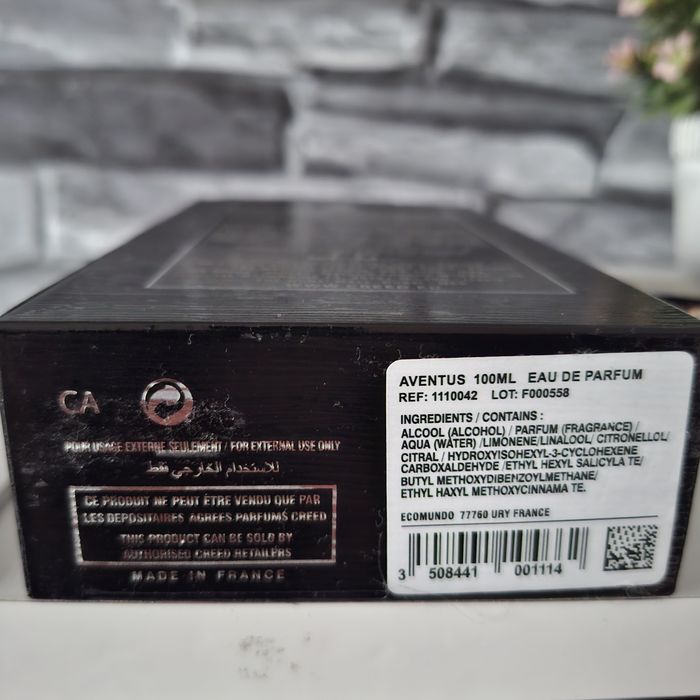 CA
POUR USAGE EXTERNE SEULEMENT / FOR EXTERNAL USE ONLY
للاستخدام الخارجي فقط
CE PRODUIT NE PEUT ÊTRE VENDU QUE PAR
LES DEPOSITAIRES AGREES PARFUMS CREED
THIS PRODUCT CAN BE SOLD BY
AUTHORISED CREED RETAILERS
MADE IN FRANCE
AVENTUS 100ML EAU DE PARFUM
REF: 1110042 LOT: F000558
INGREDIENTS / CONTAINS :
ALCOOL (ALCOHOL) / PARFUM (FRAGRANCE) /
AQUA (WATER) /LIMONENE/LINALOOL/ CITRONELLOL/
CITRAL / HYDROXYISOHEXYL-3-CYCLOHEXENE
CARBOXALDEHYDE / ETHYL HEXYL SALICYLA TE/
BUTYL METHOXYDIBENZOYLMETHANE/
ETHYL HAXYL METHOXYCINNAMA TE.
ECOMUNDO 77760 URY FRANCE
3 508441 001114